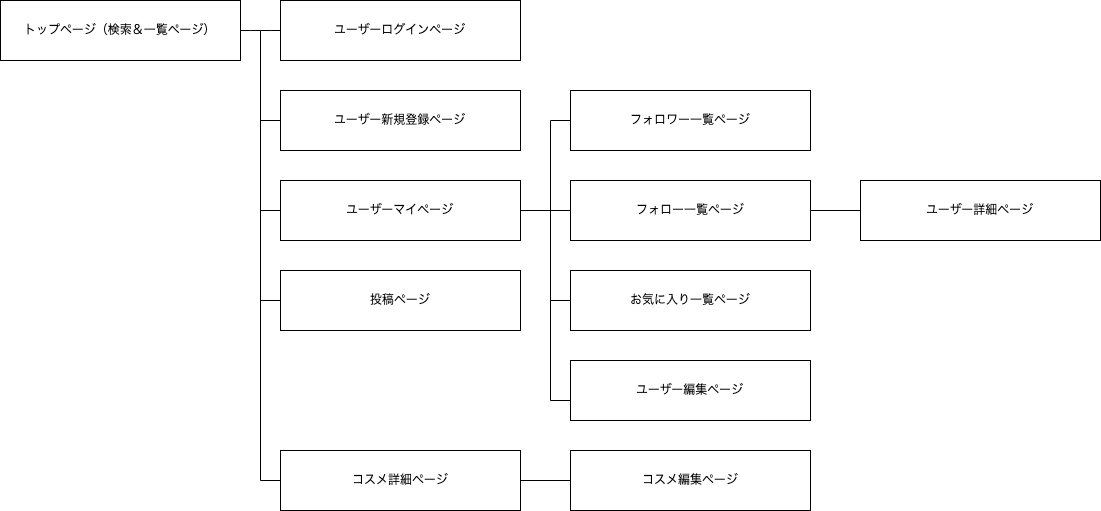 トップページ（検索＆一覧ページ）
ユーザーログインページ
ユーザー新規登録ページ
フォロワー一覧ページ
ユーザーマイページ
フォロー一覧ページ
ユーザー詳細ページ
投稿ページ
お気に入り一覧ページ
ユーザー編集ページ
コスメ詳細ページ
コスメ編集ページ